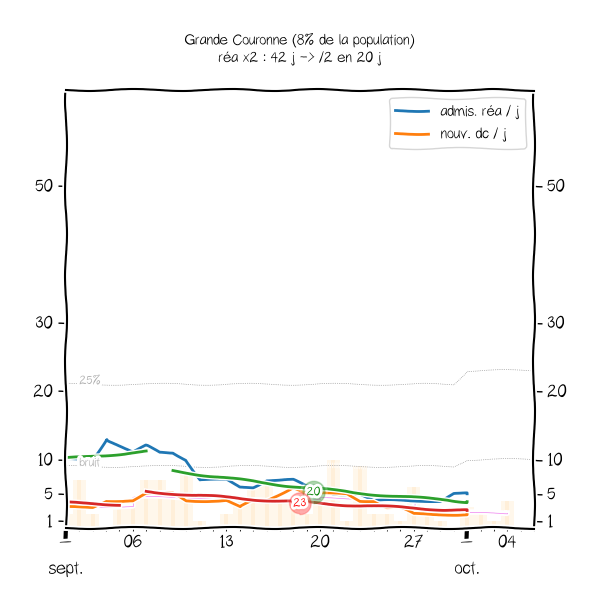 Grande Couronne (8% de la population)
réa x2 : 42 j -> /2 en 20 j
admis. réa / j
nouv. dc / j
50
50
30
30
25%
20
20
bruit
10
10
20
5
5
23
1
1
06
13
20
27
04
sept.
oct.